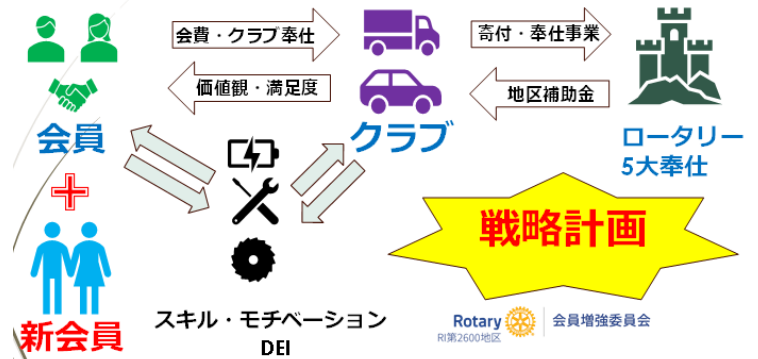 会費・クラブ奉仕
寄付・奉仕事業
価値観・満足度
地区補助金
会員
クラブ
ロータリー
5大奉仕
戦略計画
新会員
スキル・モチベーション
DEI
Rotary
RI第2600地区
会員増強委員会